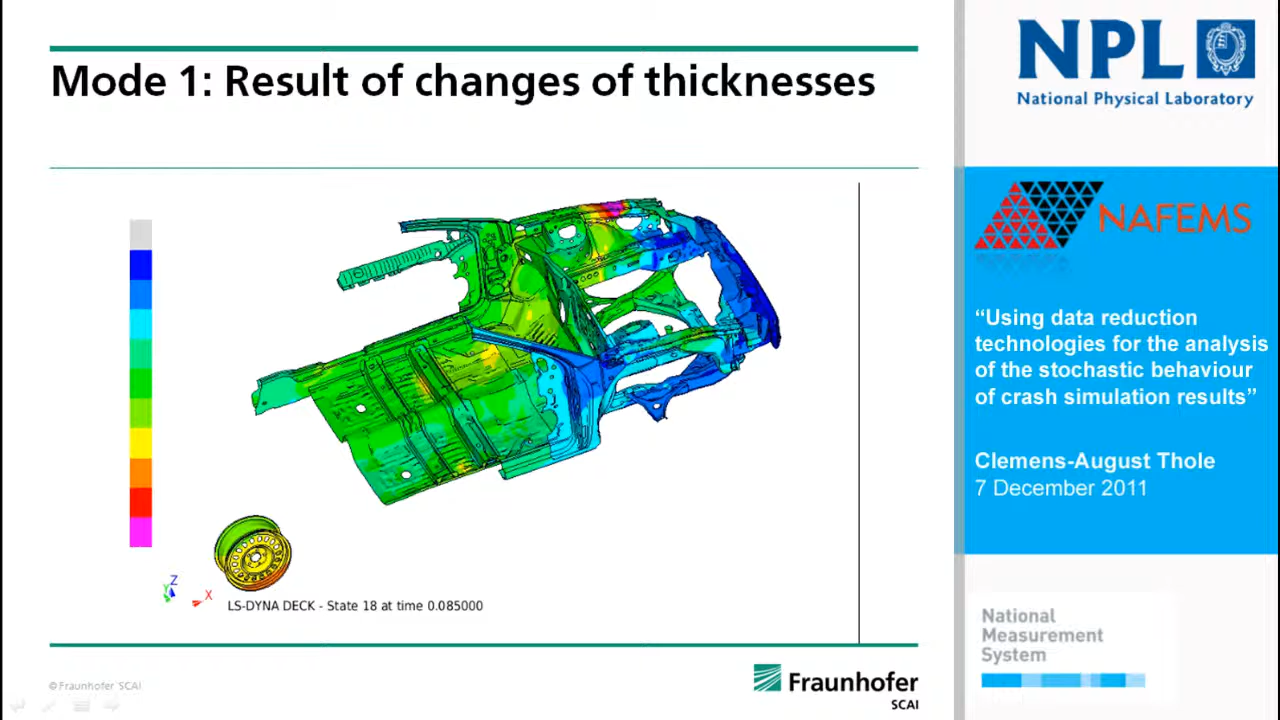 Mode 1: Result of changes of thicknesses
Z
Y
X
LS-DYNA DECK - State 18 at time 0.085000
© Fraunhofer SCAI
Fraunhofer
SCAI
NPL
National Physical Laboratory
NAFEMS
“Using data reduction
technologies for the analysis
of the stochastic behaviour
of crash simulation results”
Clemens-August Thole
7 December 2011
National
Measurement
System